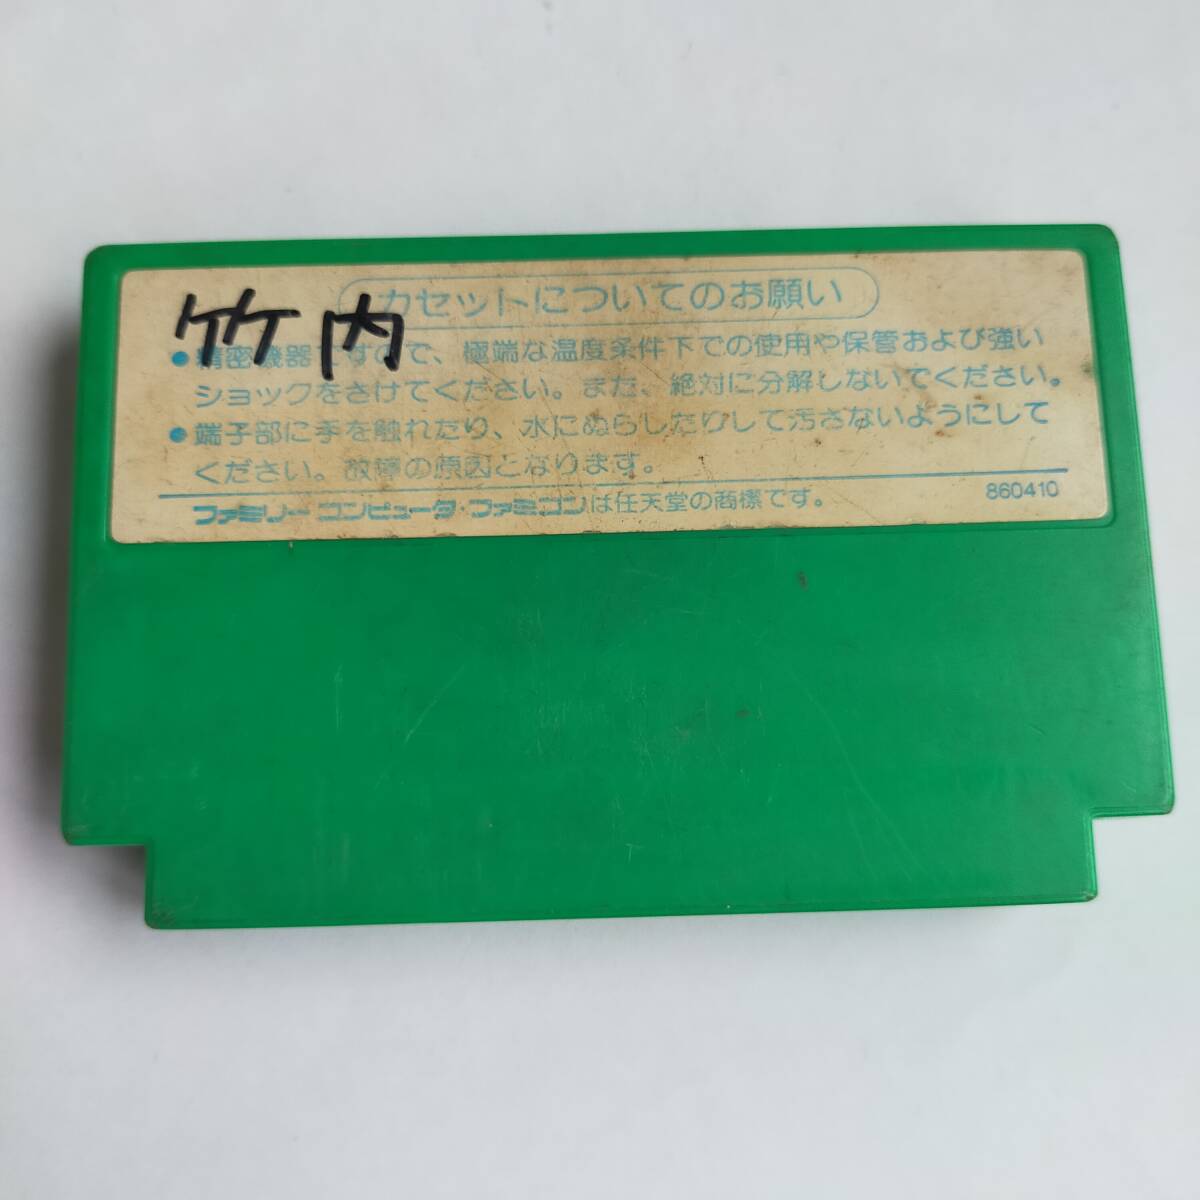 カセットについてのお願い
竹内
●精密機器ですので、極端な温度条件下での使用や保管および強い
ショックをさけてください。また、絶対に分解しないでください。
●端子部に手を触れたり、水にぬらしたりして汚さないようにして
ください。故障の原因となります。
ファミリーコンピュータ・ファミコンは任天堂の商標です。
860410